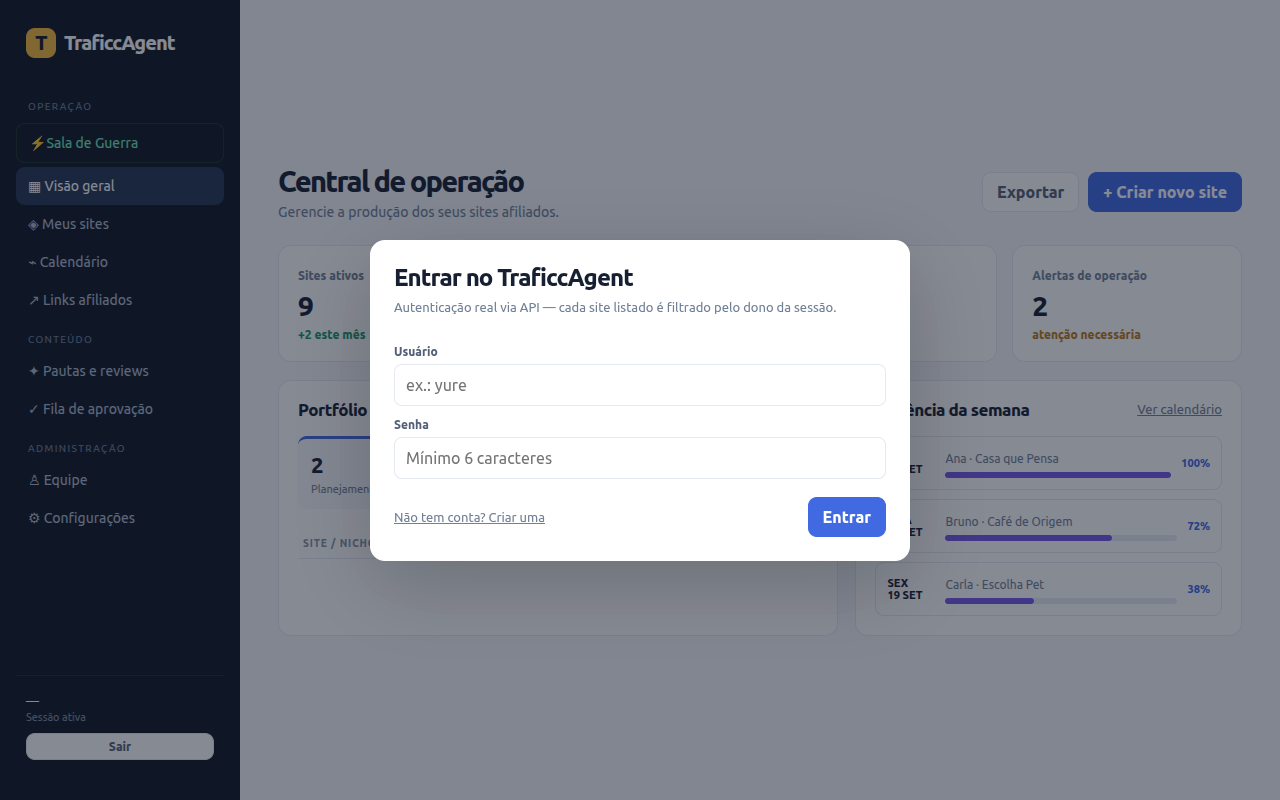 T TraficcAgent
OPERAÇÃO
⚡Sala de Guerra
▦ Visão geral
◈ Meus sites
⌁ Calendário
↗ Links afiliados
CONTEÚDO
✦ Pautas e reviews
✓ Fila de aprovação
ADMINISTRAÇÃO
♙ Equipe
⚙ Configurações
—
Sessão ativa
Sair
Central de operação
Gerencie a produção dos seus sites afiliados.
Exportar
+ Criar novo site
Sites ativos
9
+2 este mês
Alertas de operação
2
atenção necessária
Entrar no TraficcAgent
Autenticação real via API — cada site listado é filtrado pelo dono da sessão.
Usuário
ex.: yure
Senha
Mínimo 6 caracteres
Não tem conta? Criar uma
Entrar
Portfólio
2
SITE /
da semana
Ver calendário
SET
Ana · Casa que Pensa
100%
SET
Bruno · Café de Origem
72%
SEX
19 SET
Carla · Escolha Pet
38%